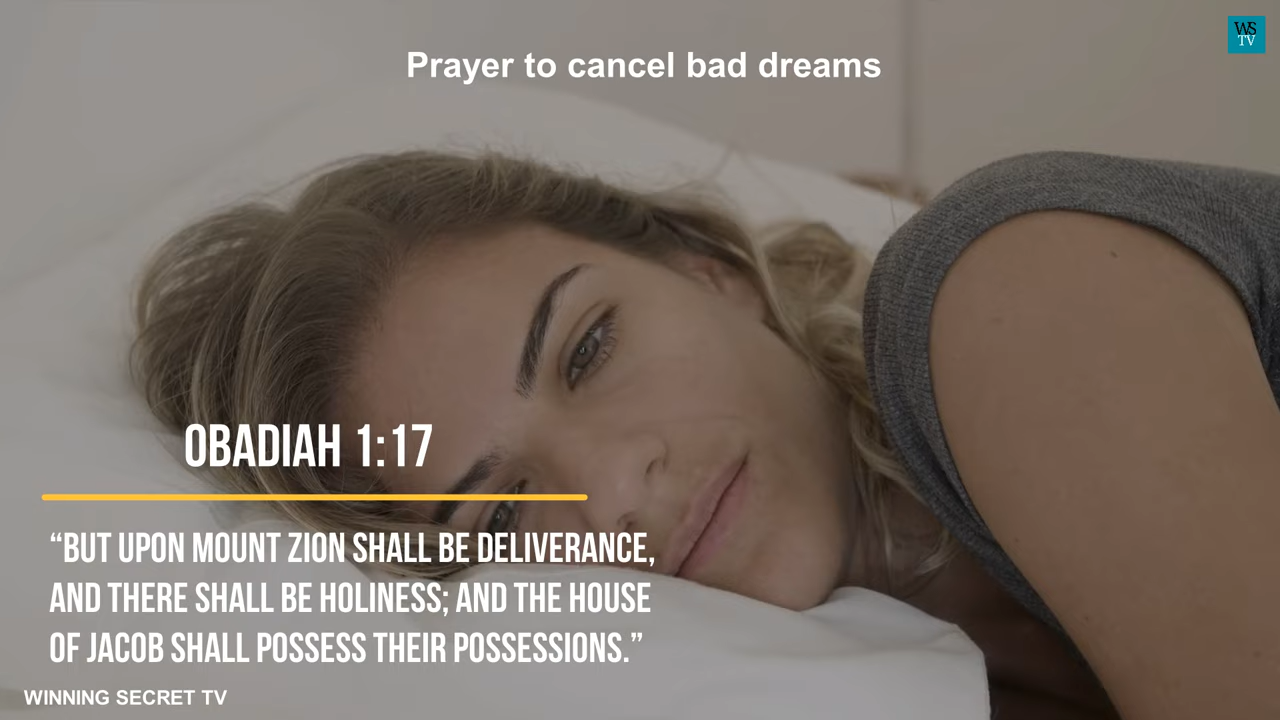 WS
TV
Prayer to cancel bad dreams
OBADIAH 1:17
“BUT UPON MOUNT ZION SHALL BE DELIVERANCE,
AND THERE SHALL BE HOLINESS; AND THE HOUSE
OF JACOB SHALL POSSESS THEIR POSSESSIONS.”
WINNING SECRET TV